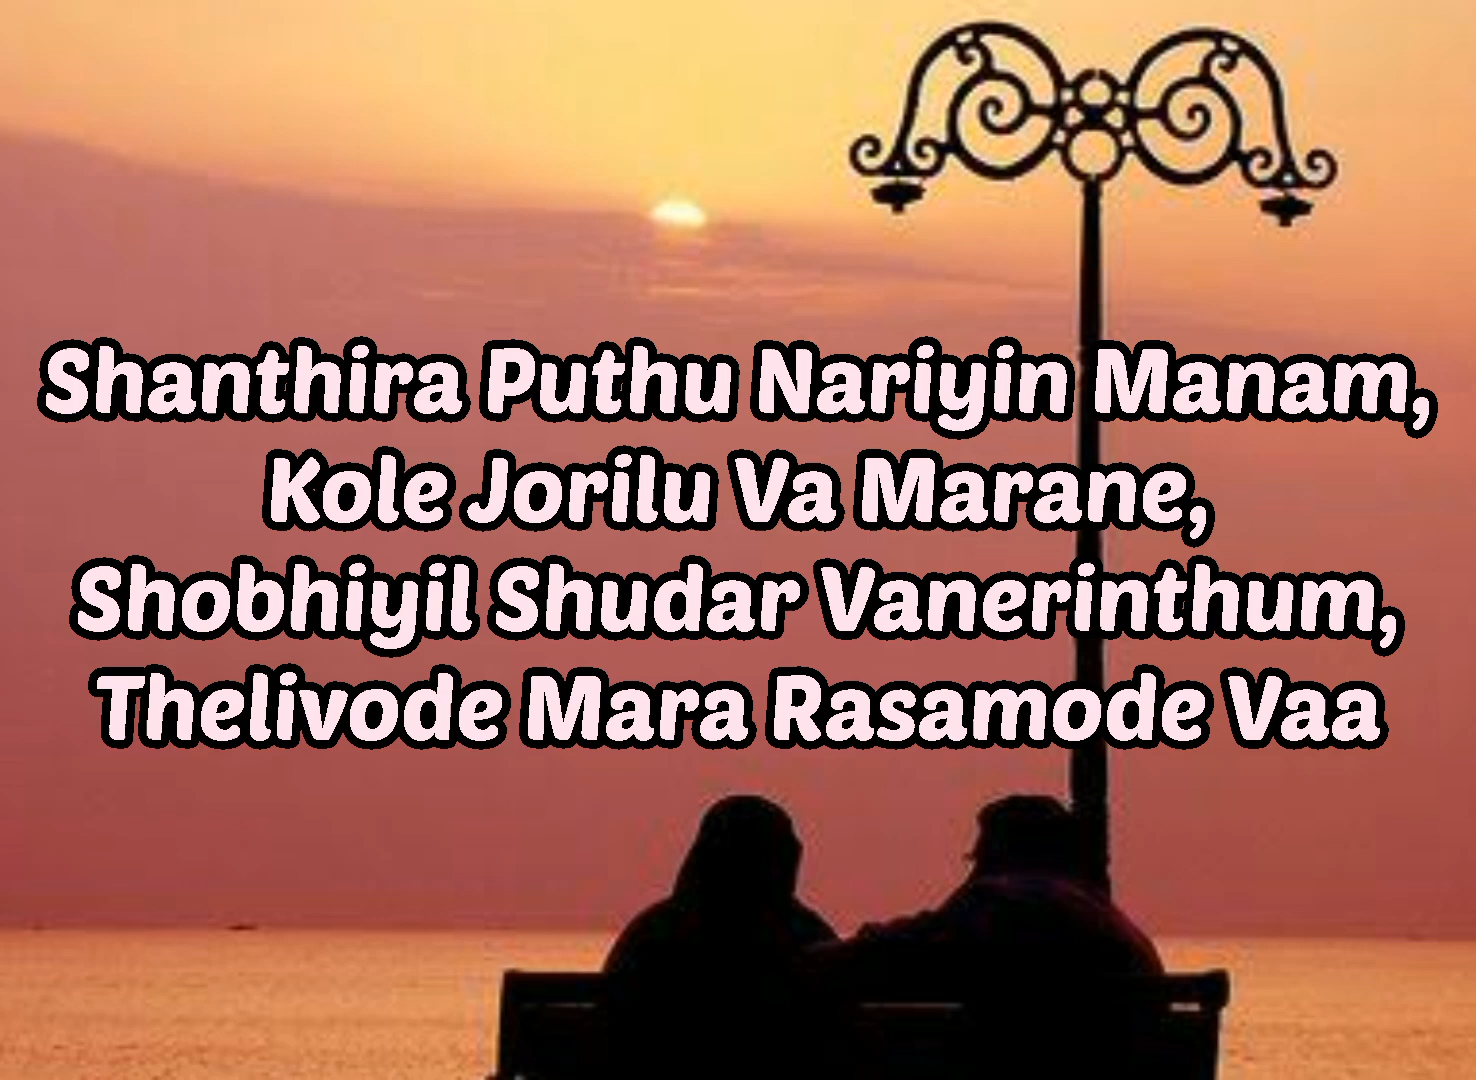 Shanthira Puthu Nariyin Manam,
Kole Jorilu Va Marane,
Shobhiyil Shudar Vanerinthum,
Thelivode Mara Rasamode Vaa